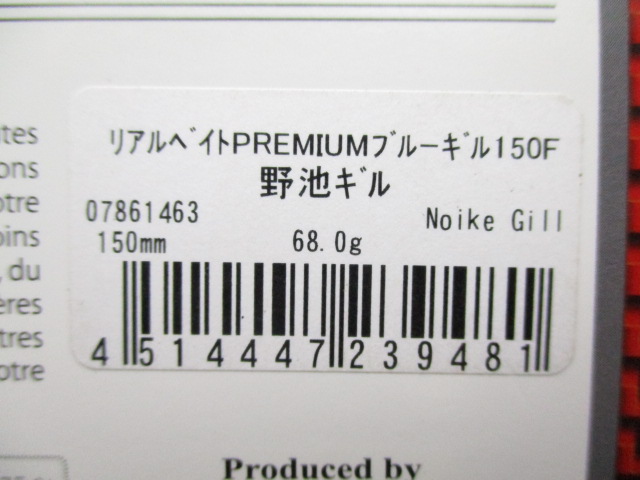 utes
ons
otre
oins
, du
ères
tres
otre
リアルベイトPREMIUMブルーギル150F
野池ギル
07861463
Noike Gill
150mm 68.0g
4 514447 239481
Produced by